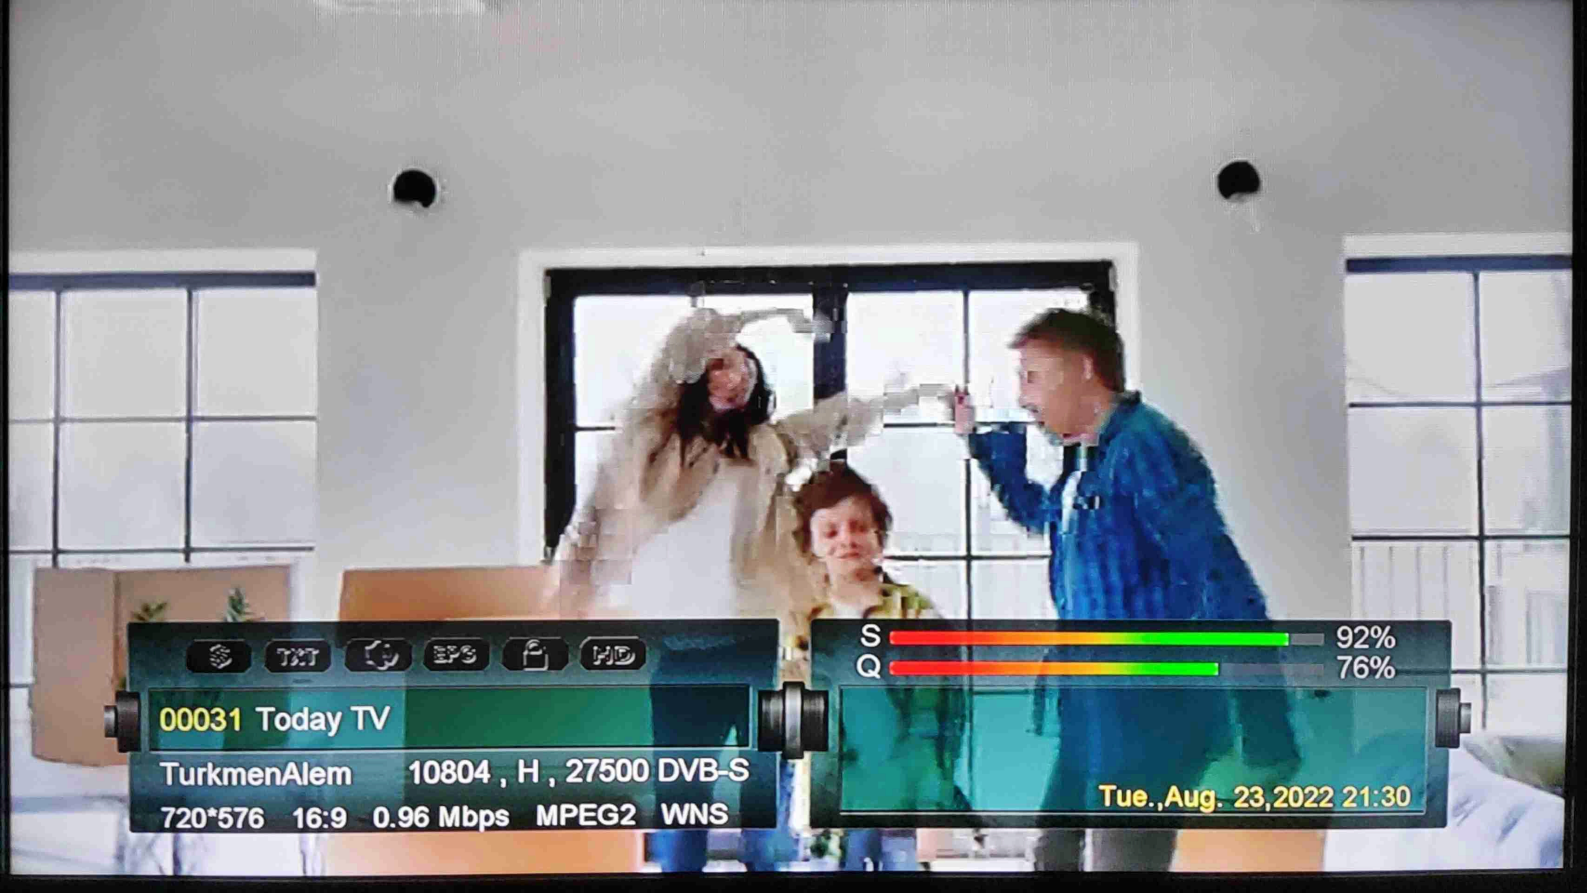 $ TXT EPG HD
00031 Today TV
TurkmenAlem 10804 , H , 27500 DVB-S
720*576 16:9 0.96 Mbps MPEG2 WNS
S 92%
Q 76%
Tue.,Aug. 23,2022 21:30